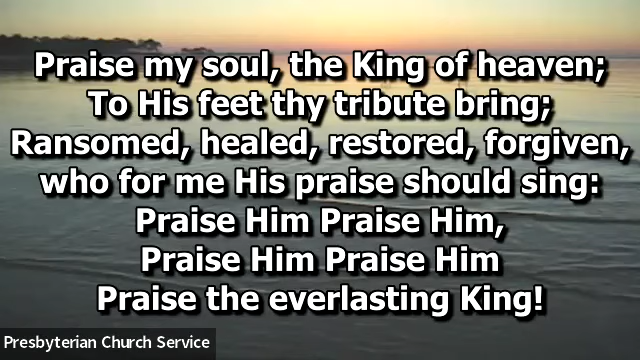 Praise my soul, the King of heaven;
To His feet thy tribute bring;
Ransomed, healed, restored, forgiven,
who for me His praise should sing:
Praise Him Praise Him,
Praise Him Praise Him
Praise the everlasting King!
Presbyterian Church Service